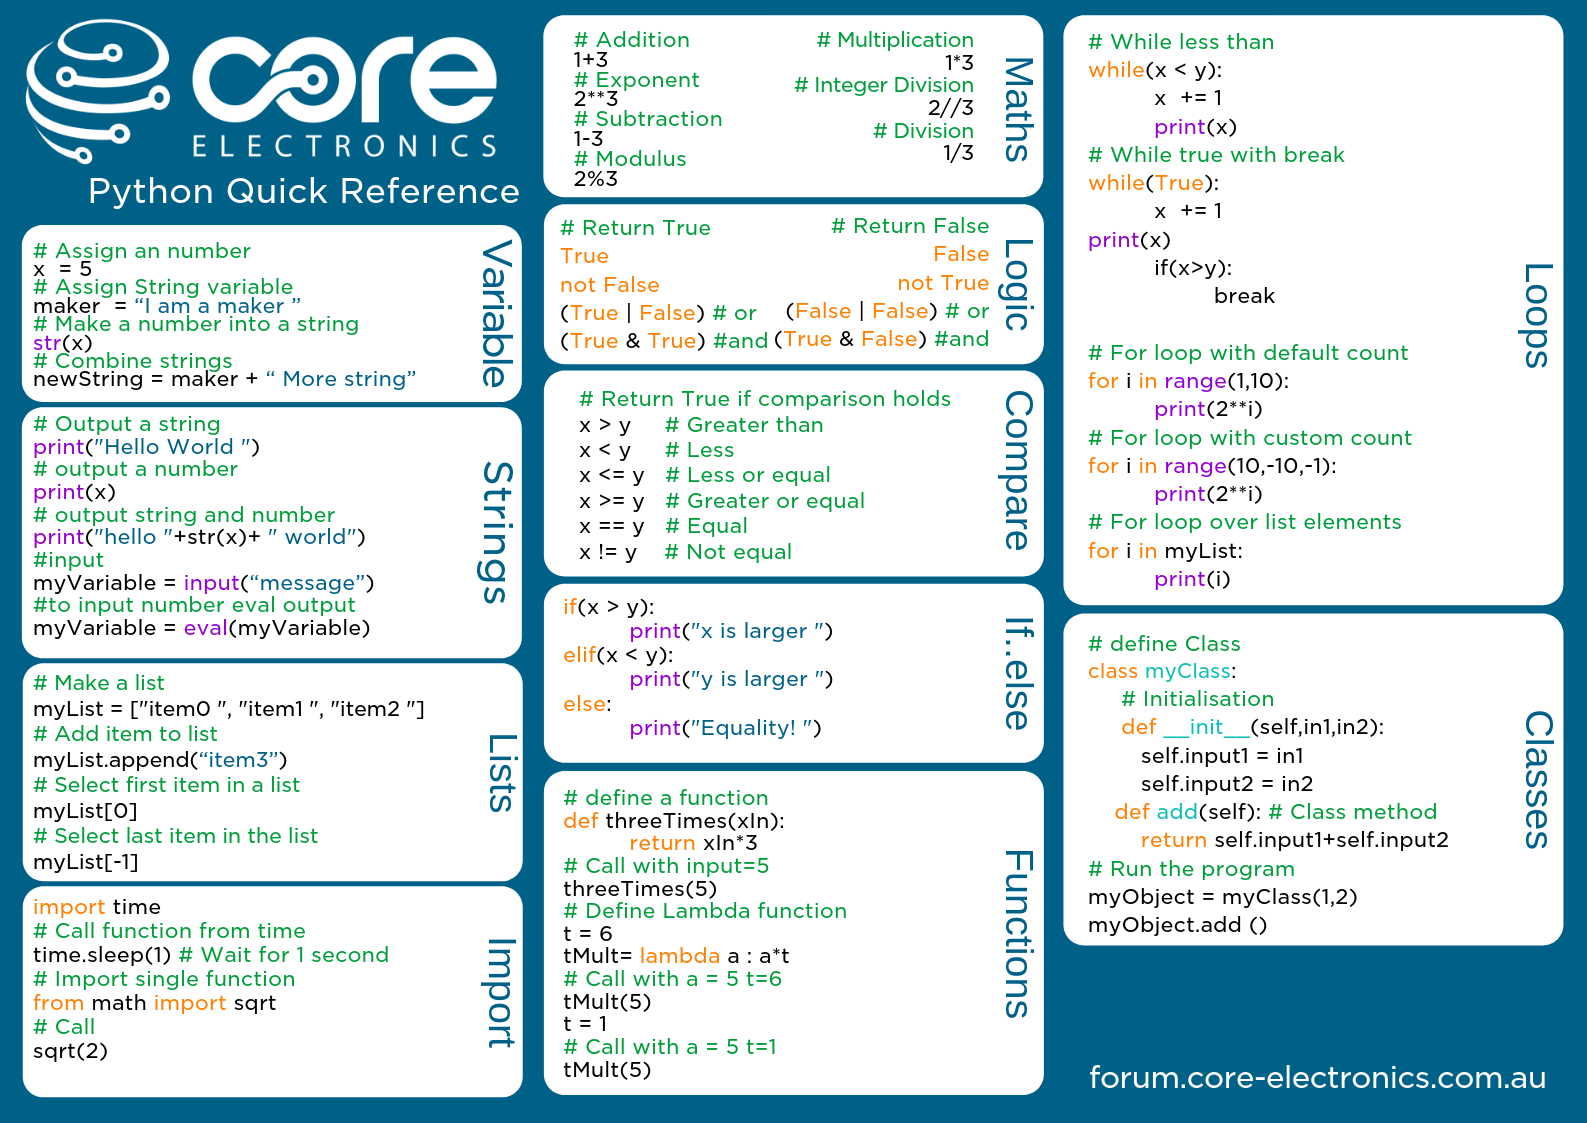 core
ELECTRONICS
Python Quick Reference
Variable
# Assign an number
x  = 5
# Assign String variable
maker  = “I am a maker ”
# Make a number into a string
str(x)
# Combine strings
newString = maker + “ More string”
Strings
# Output a string
print("Hello World ")
# output a number
print(x)
# output string and number
print("hello "+str(x)+ " world")
#input
myVariable = input(“message”)
#to input number eval output
myVariable = eval(myVariable)
Lists
# Make a list
myList = ["item0 ", "item1 ", "item2 "]
# Add item to list
myList.append(“item3”)
# Select first item in a list
myList[0]
# Select last item in the list
myList[-1]
Import
import time
# Call function from time
time.sleep(1) # Wait for 1 second
# Import single function
from math import sqrt
# Call
sqrt(2)
Maths
# Addition
1+3
# Exponent
2**3
# Subtraction
1-3
# Modulus
2%3
# Multiplication
1*3
# Integer Division
2//3
# Division
1/3
Logic
# Return True
True
not False
(True | False) # or
(True & True) #and
# Return False
False
not True
(False | False) # or
(True & False) #and
Compare
# Return True if comparison holds
x > y # Greater than
x < y # Less
x <= y # Less or equal
x >= y # Greater or equal
x == y # Equal
x != y # Not equal
If..else
if(x > y):
print("x is larger ")
elif(x < y):
print("y is larger ")
else:
print("Equality! ")
Functions
# define a function
def threeTimes(xIn):
return xIn*3
# Call with input=5
threeTimes(5)
# Define Lambda function
t = 6
tMult= lambda a : a*t
# Call with a = 5 t=6
tMult(5)
t = 1
# Call with a = 5 t=1
tMult(5)
Loops
# While less than
while(x < y):
x  += 1
print(x)
# While true with break
while(True):
x  += 1
print(x)
if(x>y):
break
# For loop with default count
for i in range(1,10):
print(2**i)
# For loop with custom count
for i in range(10,-10,-1):
print(2**i)
# For loop over list elements
for i in myList:
print(i)
Classes
# define Class
class myClass:
# Initialisation
def __init__(self,in1,in2):
self.input1 = in1
self.input2 = in2
def add(self): # Class method
return self.input1+self.input2
# Run the program
myObject = myClass(1,2)
myObject.add ()
forum.core-electronics.com.au